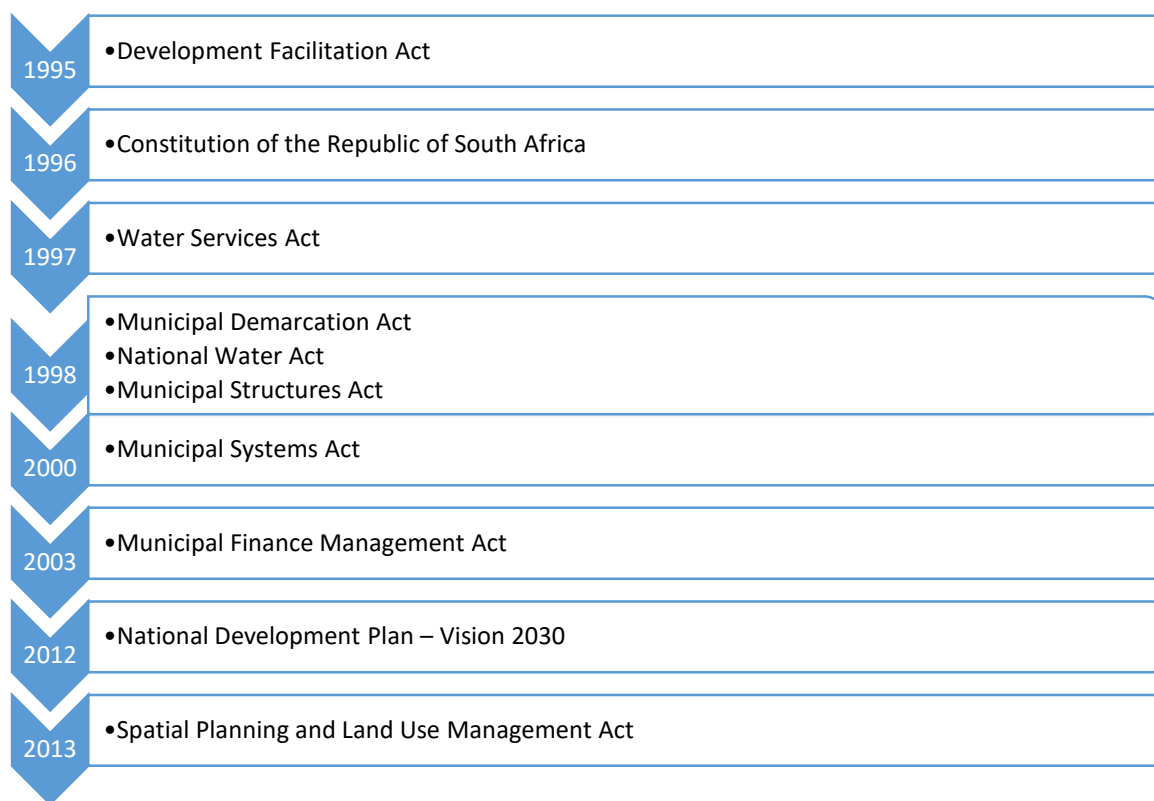 1995
•Development Facilitation Act
1996
•Constitution of the Republic of South Africa
1997
•Water Services Act
1998
•Municipal Demarcation Act
•National Water Act
•Municipal Structures Act
2000
•Municipal Systems Act
2003
•Municipal Finance Management Act
2012
•National Development Plan – Vision 2030
2013
•Spatial Planning and Land Use Management Act